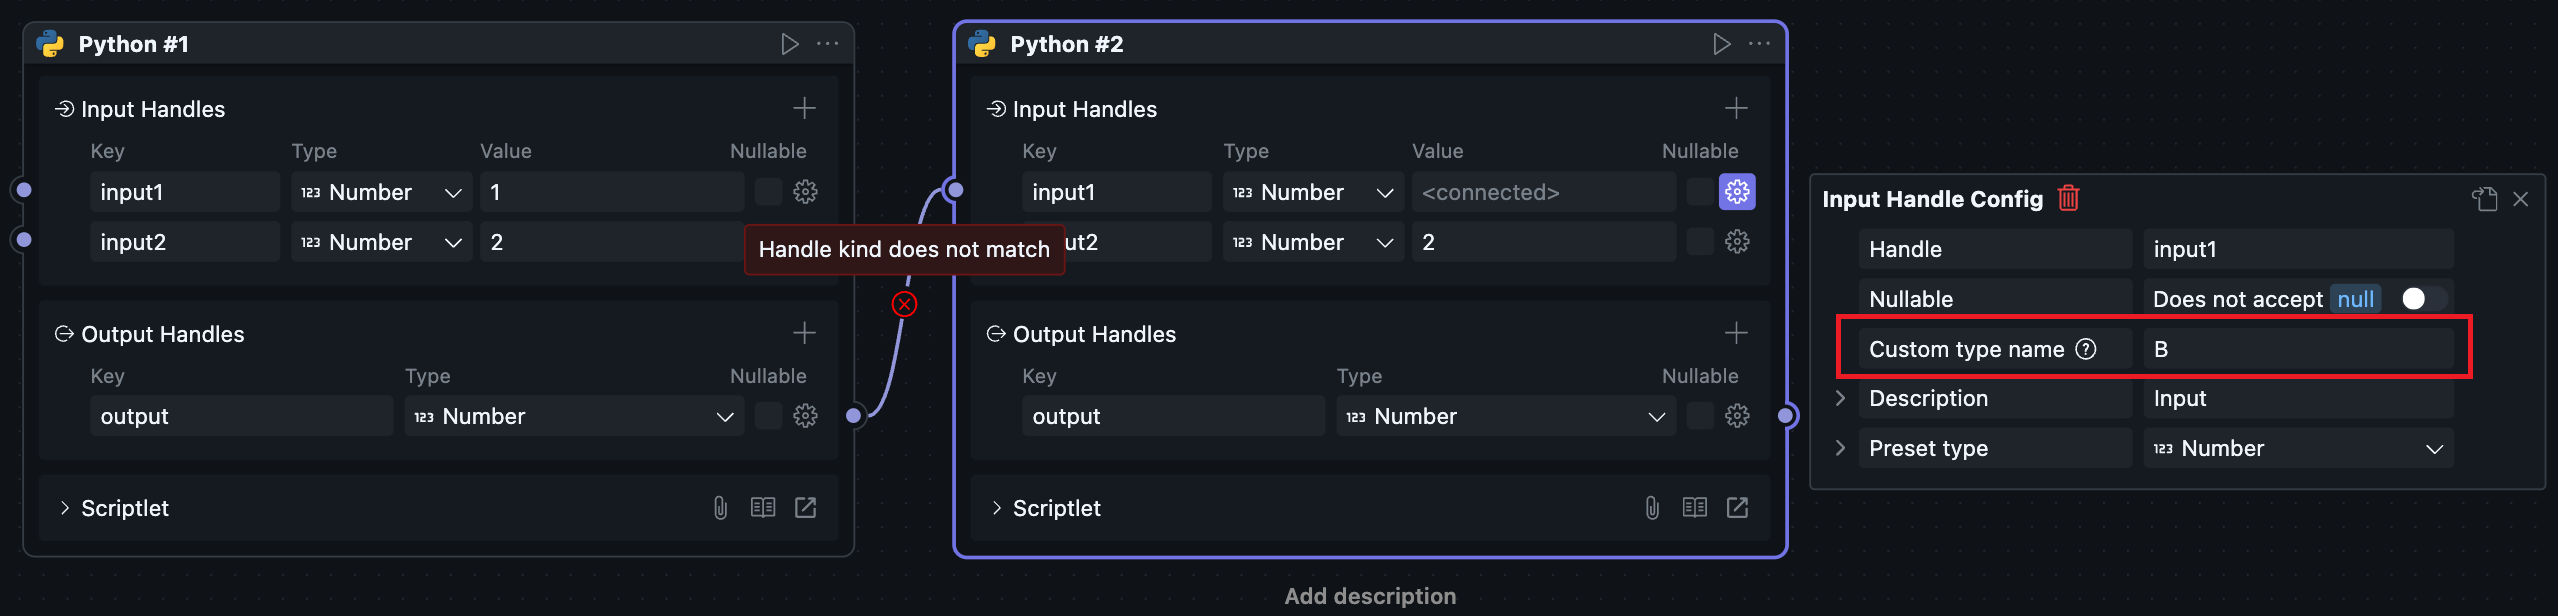 Python #1
Input Handles
Key Type Value Nullable
input1 123 Number 1
input2 123 Number 2
Output Handles
Key Type Nullable
output 123 Number
Scriptlet
Handle kind does not match
Python #2
Input Handles
Key Type Value Nullable
input1 123 Number <connected>
ut2 123 Number 2
Output Handles
Key Type Nullable
output 123 Number
Scriptlet
Add description
Input Handle Config
Handle input1
Nullable Does not accept null
Custom type name ? B
Description Input
Preset type 123 Number